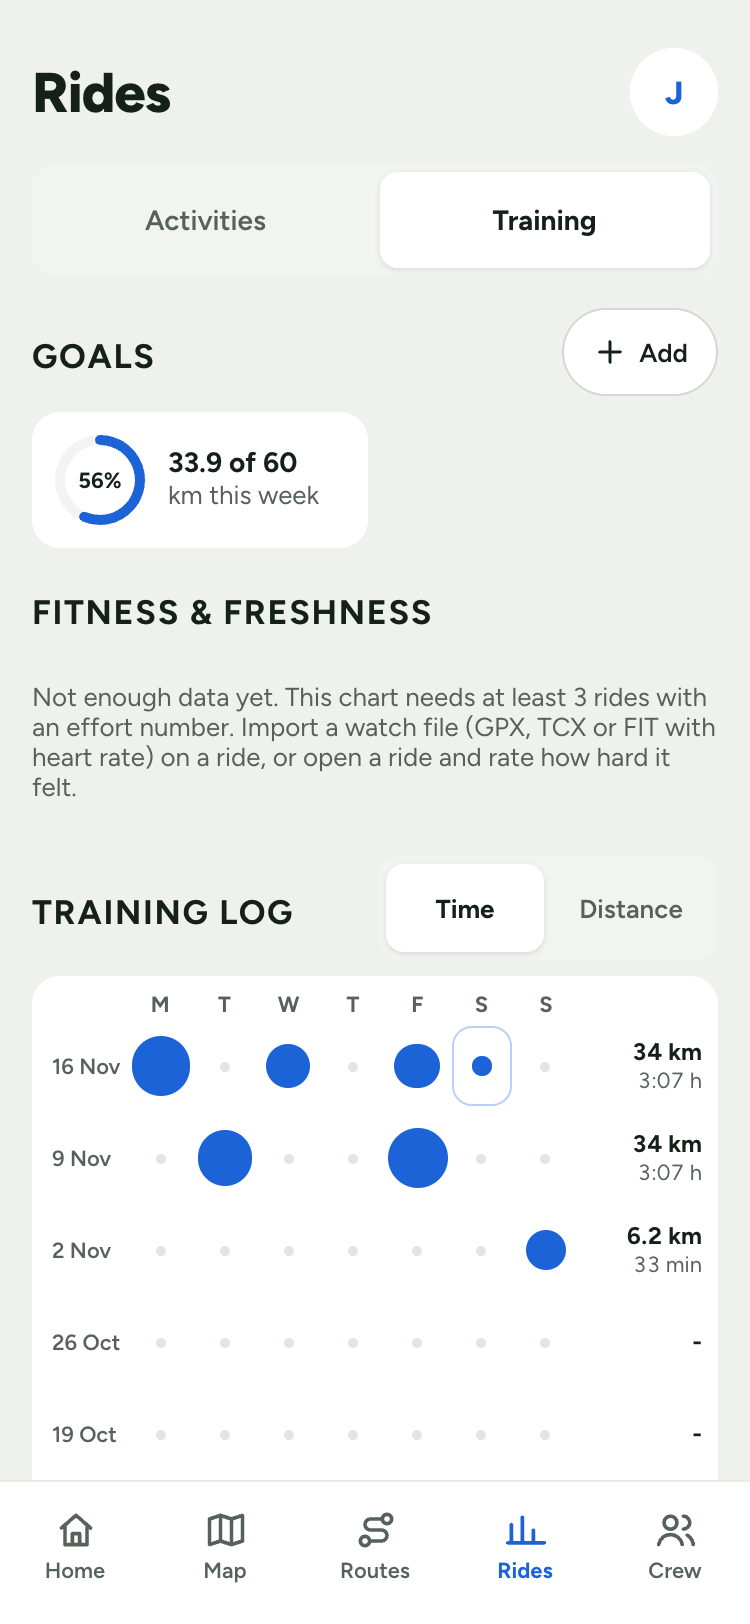 Rides
J
Activities
Training
GOALS
+ Add
56%
33.9 of 60
km this week
FITNESS & FRESHNESS
Not enough data yet. This chart needs at least 3 rides with
an effort number. Import a watch file (GPX, TCX or FIT with
heart rate) on a ride, or open a ride and rate how hard it
felt.
TRAINING LOG
Time
Distance
M T W T F S S
16 Nov
34 km
3:07 h
9 Nov
34 km
3:07 h
2 Nov
6.2 km
33 min
26 Oct
-
19 Oct
-
Home
Map
Routes
Rides
Crew